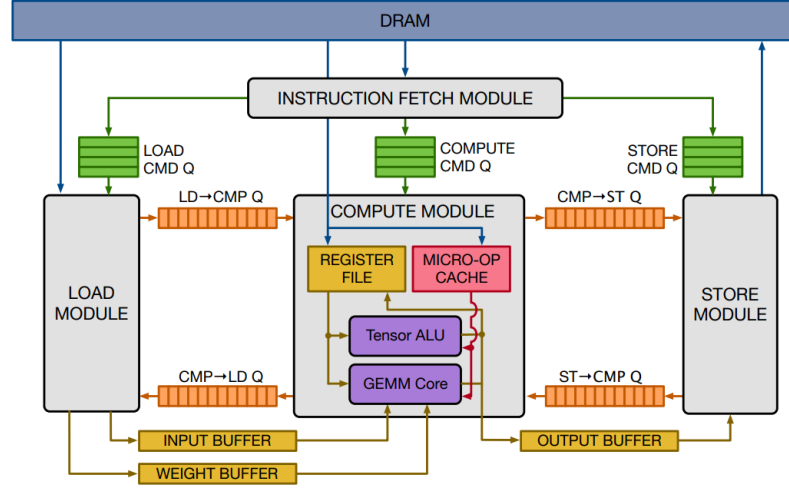 DRAM
INSTRUCTION FETCH MODULE
LOAD
CMD Q
COMPUTE
CMD Q
STORE
CMD Q
LD→CMP Q
COMPUTE MODULE
CMP→ST Q
REGISTER
FILE
MICRO-OP
CACHE
LOAD
MODULE
STORE
MODULE
Tensor ALU
CMP→LD Q
GEMM Core
ST→CMP Q
INPUT BUFFER
OUTPUT BUFFER
WEIGHT BUFFER